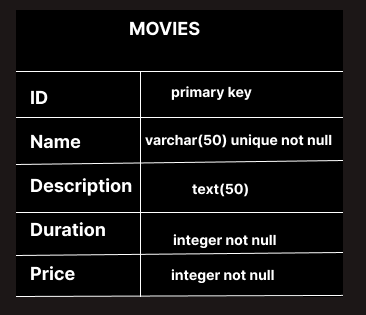 MOVIES
ID primary key
Name varchar(50) unique not null
Description text(50)
Duration integer not null
Price integer not null